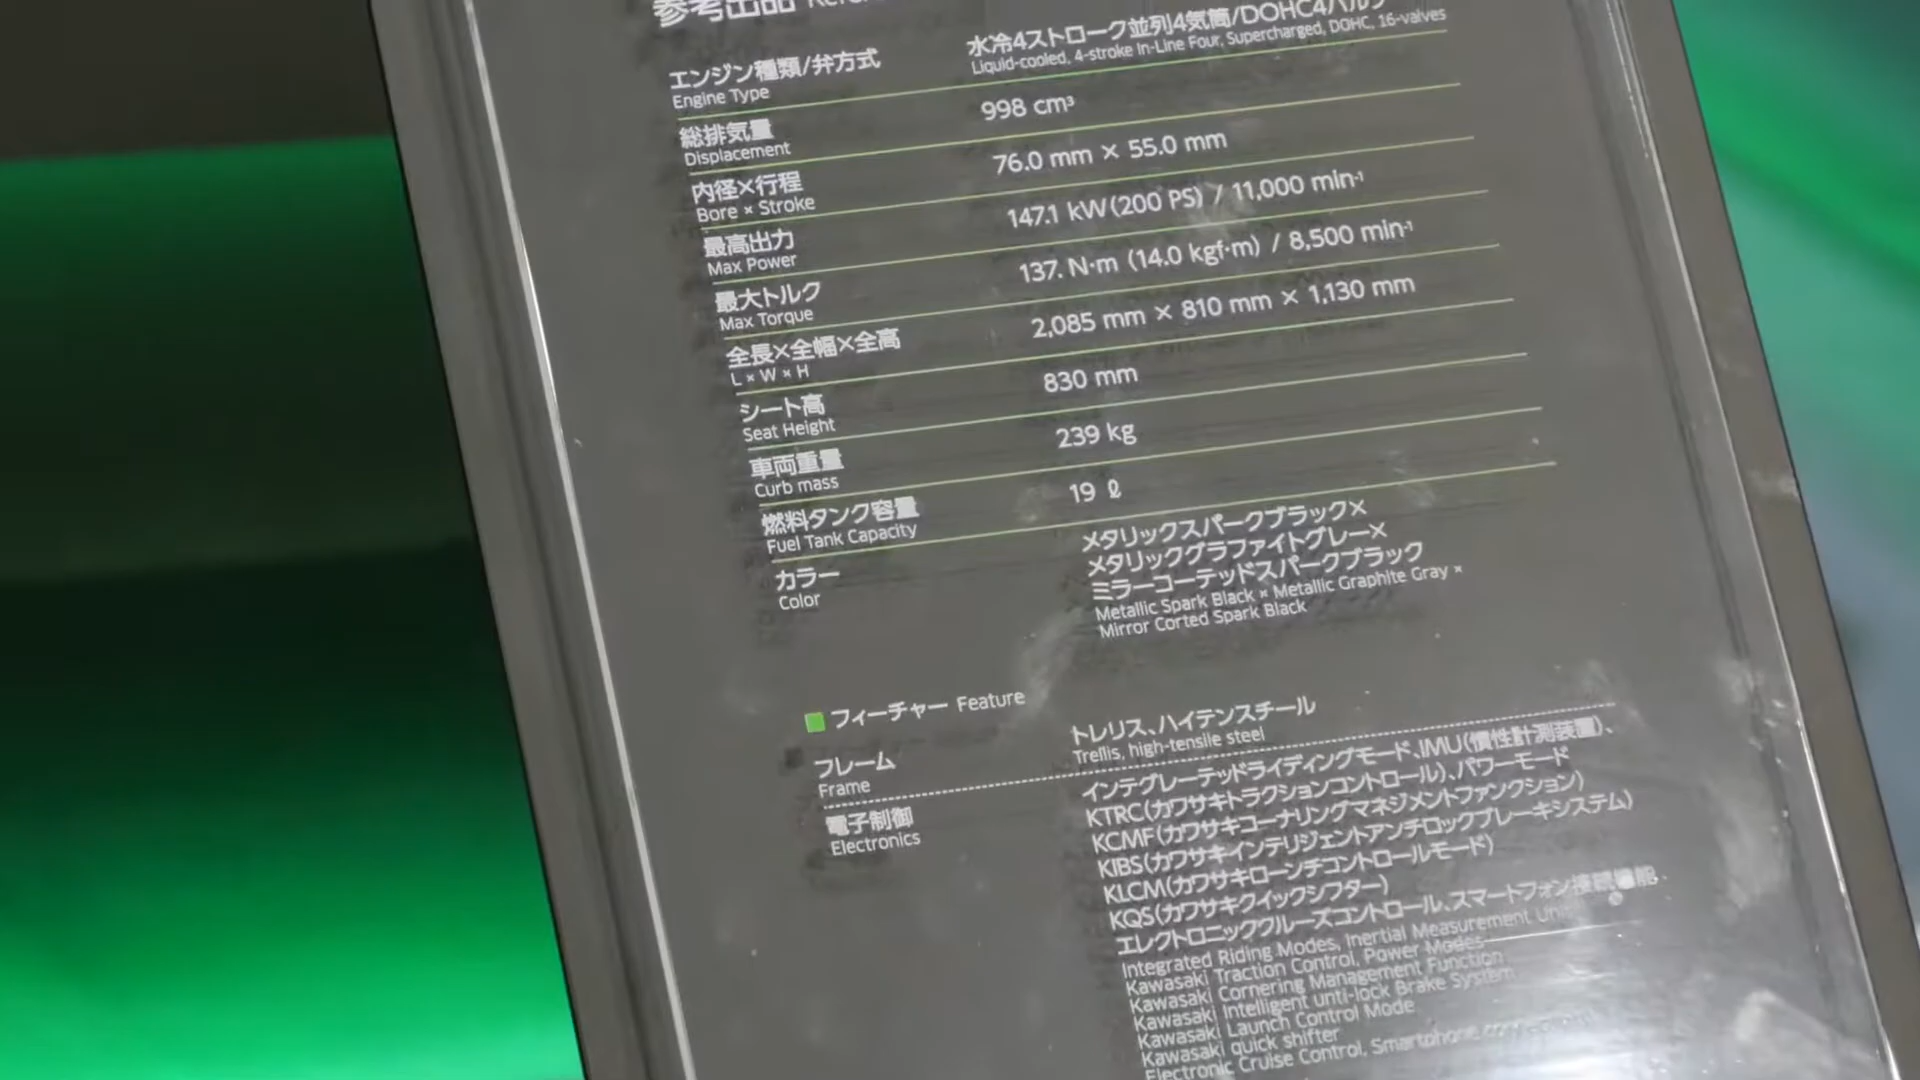 参考出品
水冷4ストローク並列4気筒/DOHC4バルブ
エンジン種類/弁方式
Liquid-cooled, 4-stroke In-Line Four, Supercharged, DOHC, 16-valves
Engine Type
総排気量
998 cm³
Displacement
内径×行程
76.0 mm × 55.0 mm
Bore × Stroke
最高出力
147.1 kW(200 PS) / 11,000 min-¹
Max Power
最大トルク
137. N·m (14.0 kgf·m) / 8,500 min-¹
Max Torque
全長×全幅×全高
2,085 mm × 810 mm × 1,130 mm
L × W × H
シート高
830 mm
Seat Height
車両重量
239 kg
Curb mass
燃料タンク容量
19 ℓ
Fuel Tank Capacity
カラー
メタリックスパークブラック×
Color
メタリックグラファイトグレー×
ミラーコーテッドスパークブラック
Metallic Spark Black × Metallic Graphite Gray ×
Mirror Corted Spark Black
フィーチャー Feature
フレーム
トレリス、ハイテンスチール
Frame
Trellis, high-tensile steel
電子制御
インテグレーテッドライディングモード、IMU(慣性計測装置)、
Electronics
KTRC(カワサキトラクションコントロール)、パワーモード
KCMF(カワサキコーナリングマネジメントファンクション)
KIBS(カワサキインテリジェントアンチロックブレーキシステム)
KLCM(カワサキローンチコントロールモード)
KQS(カワサキクイックシフター)
エレクトロニッククルーズコントロール、スマートフォン接続機能
Integrated Riding Modes, Inertial Measurement Unit
Kawasaki Traction Control, Power Modes
Kawasaki Cornering Management Function
Kawasaki Intelligent unti-lock Brake System
Kawasaki Launch Control Mode
Kawasaki quick shifter
Electronic Cruise Control, Smartphone